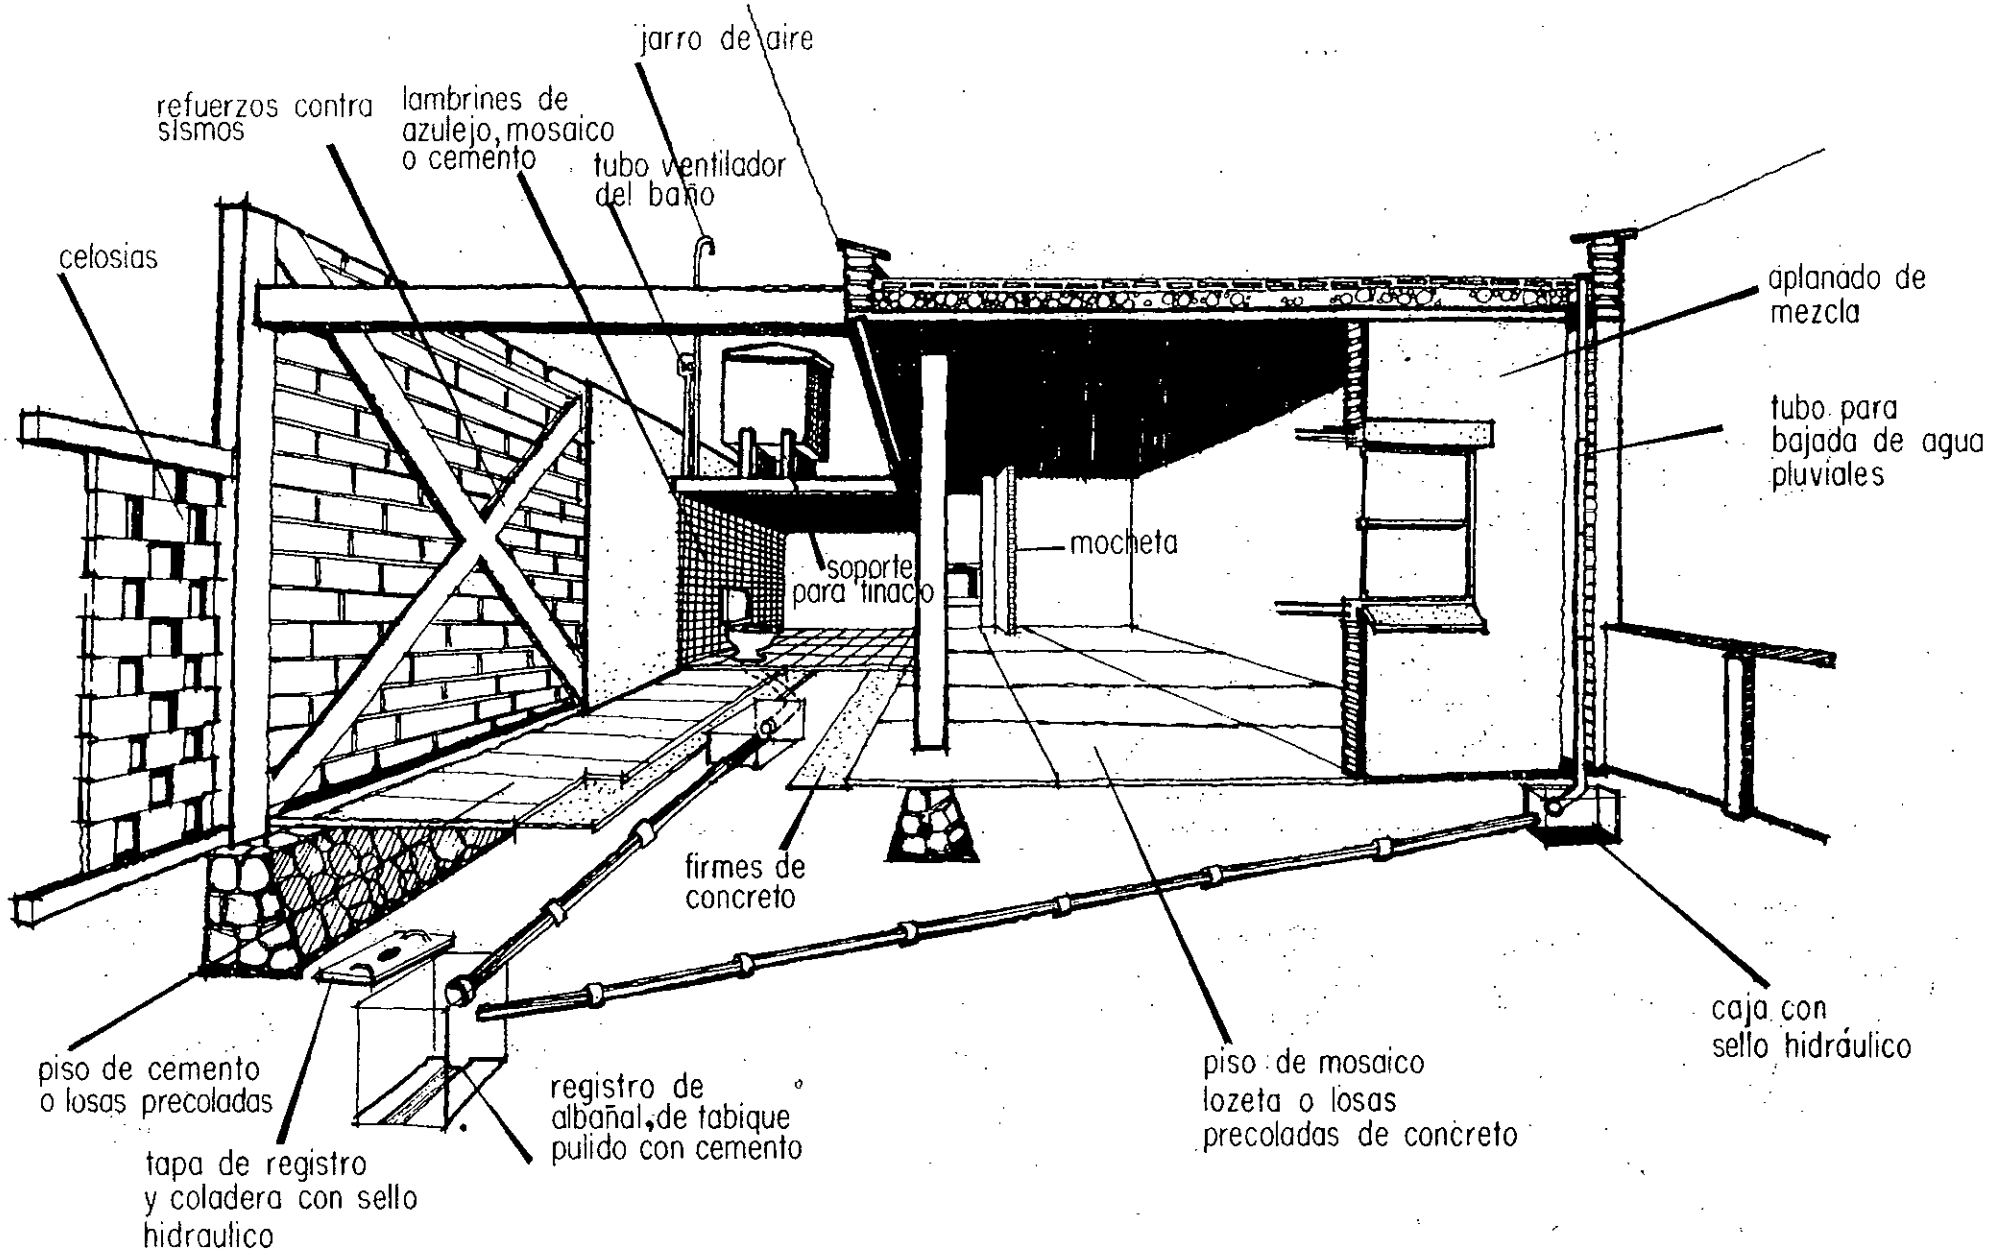 jarro de aire
refuerzos contra
sismos
lambrines de
azulejo, mosaico
o cemento
tubo ventilador
del baño
celosias
aplanado de
mezcla
tubo para
bajada de agua
pluviales
mocheta
soporte
para tinaco
firmes de
concreto
caja con
sello hidráulico
piso de cemento
o losas precoladas
registro de
albañal, de tabique
pulido con cemento
piso de mosaico
lozeta o losas
precoladas de concreto
tapa de registro
y coladera con sello
hidraulico